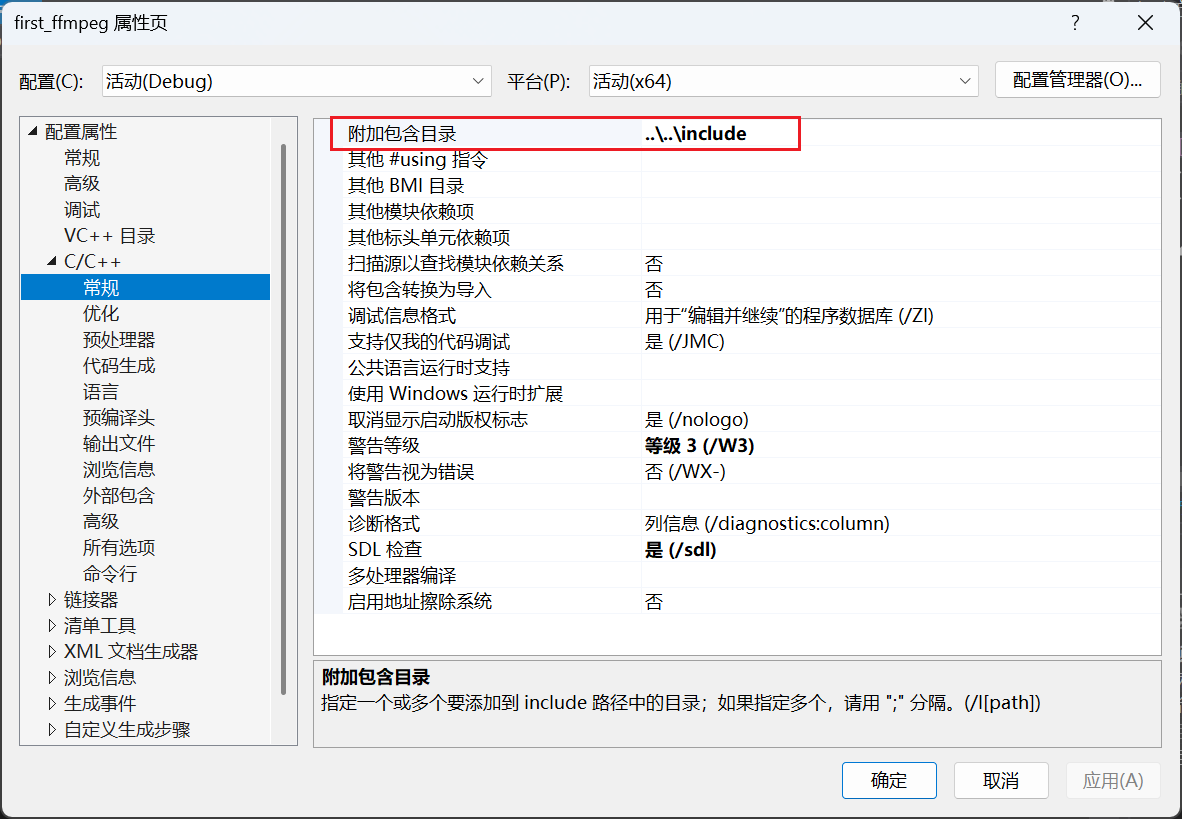 first_ffmpeg 属性页
?
配置(C): 活动(Debug) 平台(P): 活动(x64) 配置管理器(O)...
配置属性
常规
高级
调试
VC++ 目录
C/C++
常规
优化
预处理器
代码生成
语言
预编译头
输出文件
浏览信息
外部包含
高级
所有选项
命令行
链接器
清单工具
XML 文档生成器
浏览信息
生成事件
自定义生成步骤
附加包含目录 ..\..\include
其他 #using 指令
其他 BMI 目录
其他模块依赖项
其他标头单元依赖项
扫描源以查找模块依赖关系 否
将包含转换为导入 否
调试信息格式 用于“编辑并继续”的程序数据库 (/ZI)
支持仅我的代码调试 是 (/JMC)
公共语言运行时支持
使用 Windows 运行时扩展
取消显示启动版权标志 是 (/nologo)
警告等级 等级 3 (/W3)
将警告视为错误 否 (/WX-)
警告版本
诊断格式 列信息 (/diagnostics:column)
SDL 检查 是 (/sdl)
多处理器编译
启用地址擦除系统 否
附加包含目录
指定一个或多个要添加到 include 路径中的目录；如果指定多个，请用 ";" 分隔。(/I[path])
确定 取消 应用(A)